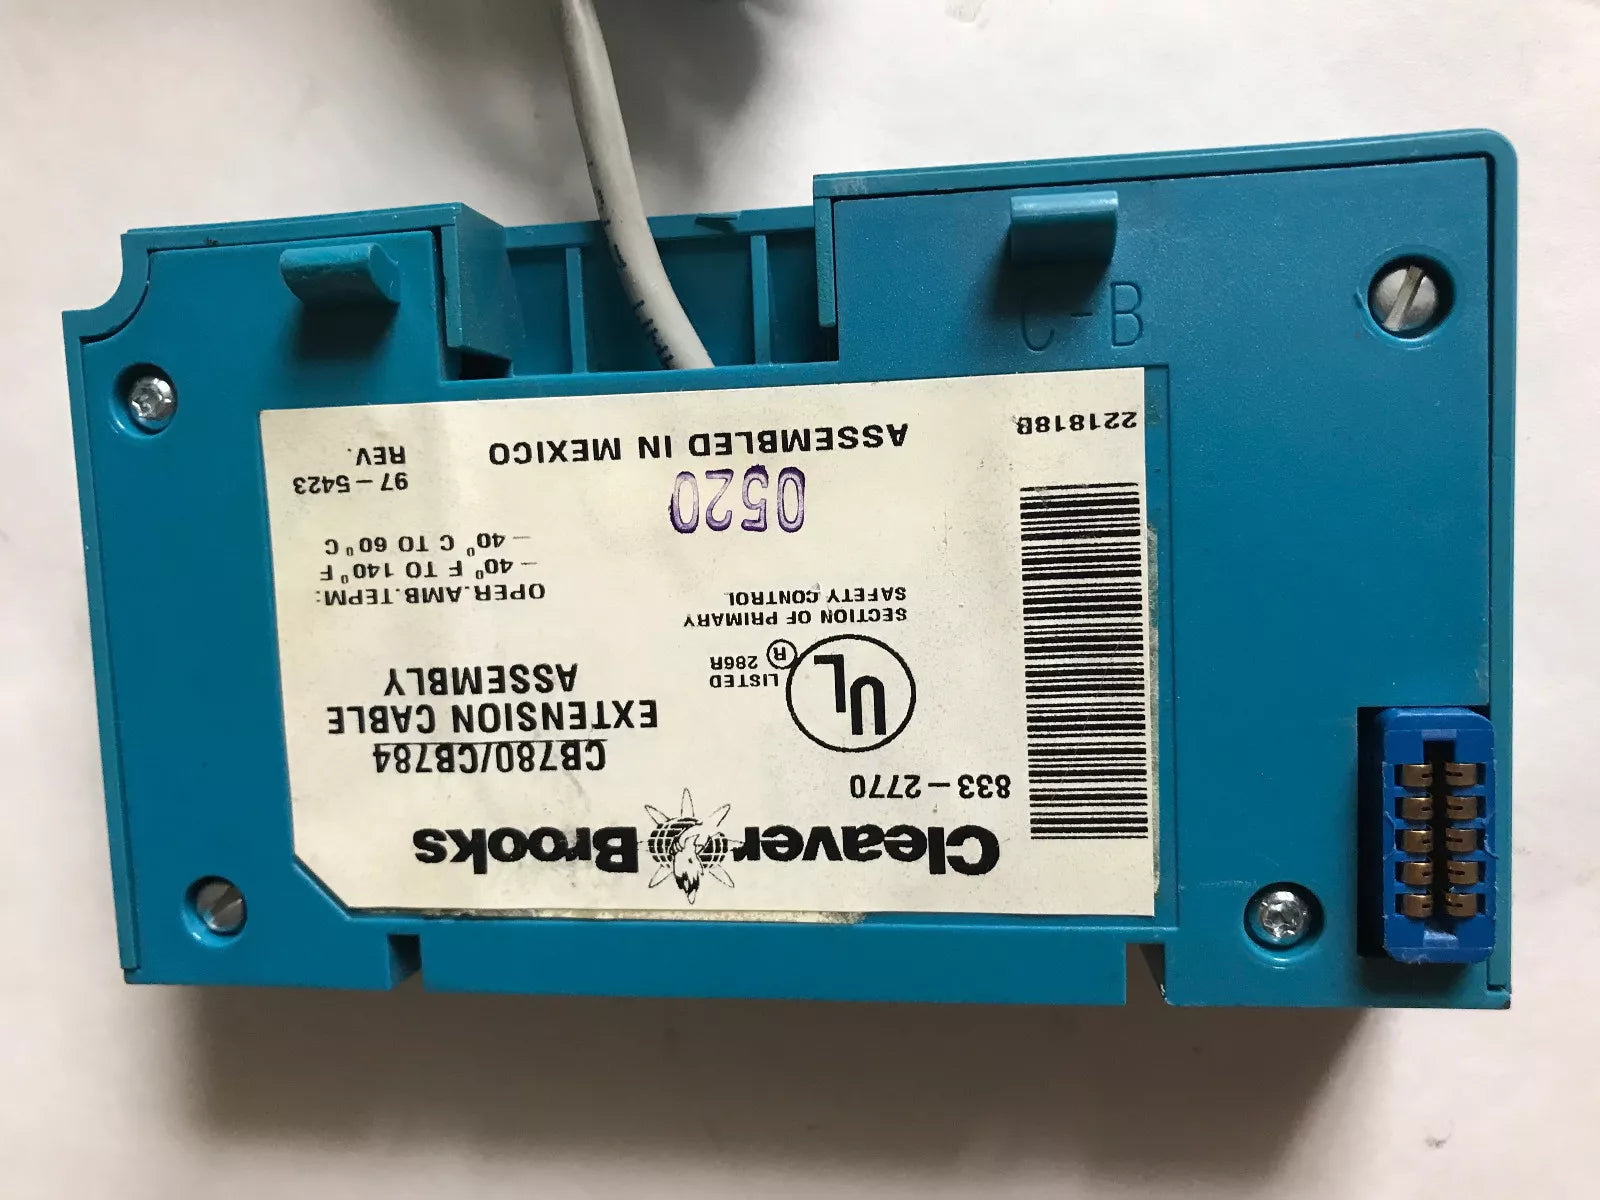 Cleaver Brooks
833-2770
CB780/CB784
EXTENSION CABLE
ASSEMBLY
UL
®
LISTED 286R
SECTION OF PRIMARY
SAFETY CONTROL
OPER.AMB.TEPM:
-40° F TO 140°F
-40° C TO 60°C
0520
97-5423
REV.
ASSEMBLED IN MEXICO
221818B
C-B